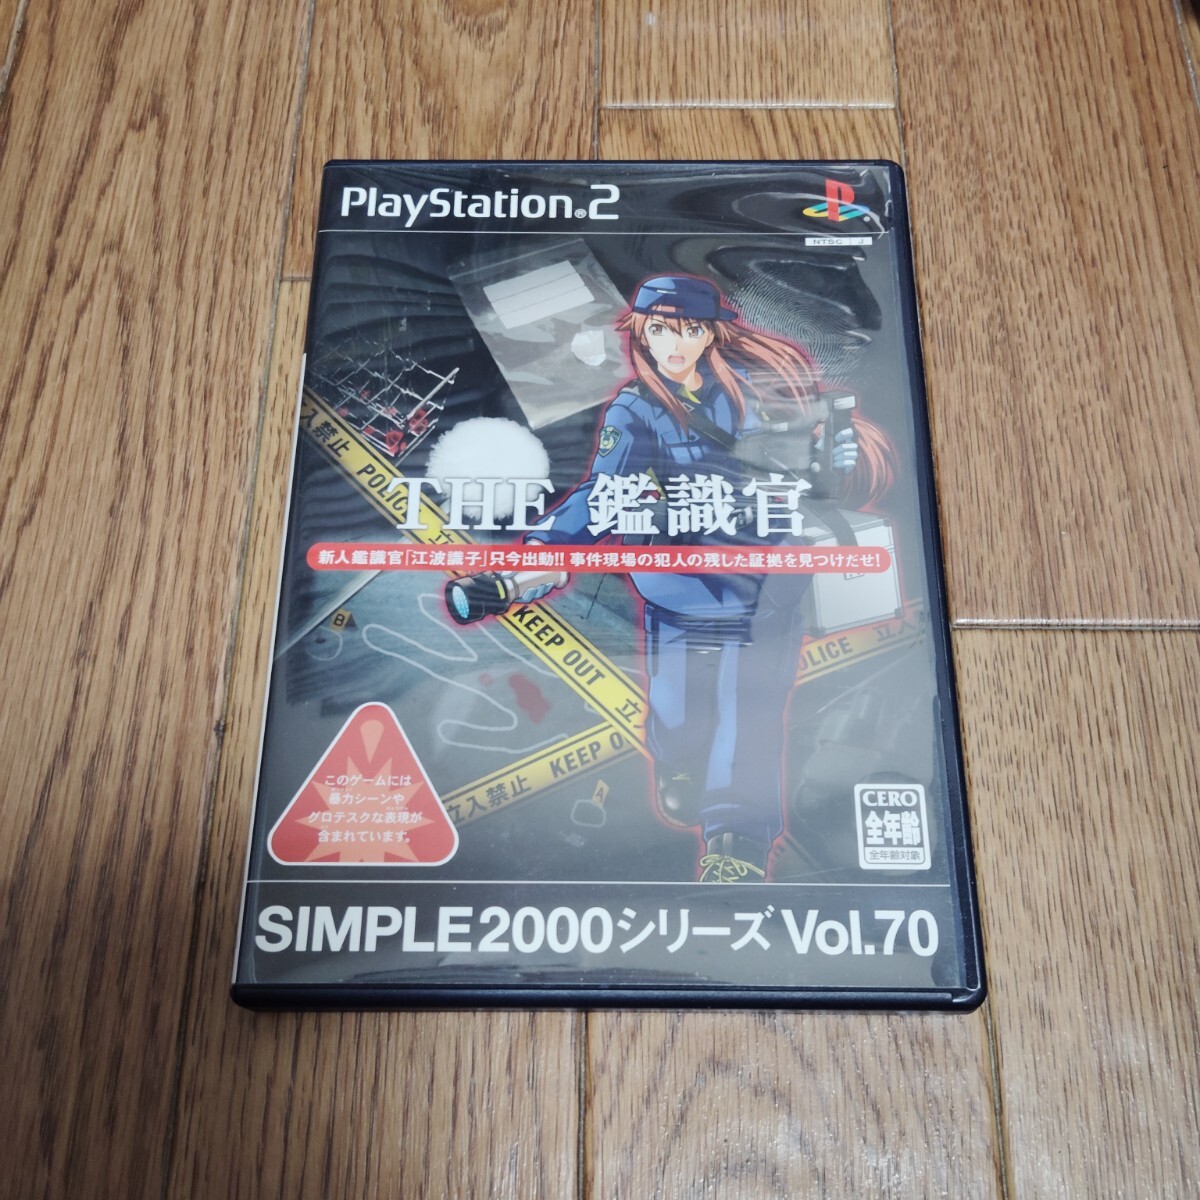 PlayStation®2
NTSC J
入禁止 POLICE 立
THE 鑑識官
新人鑑識官「江波識子」只今出動!! 事件現場の犯人の残した証拠を見つけだせ!
B
KEEP OUT 立
POLICE 立入
立入禁止 KEEP O
A
このゲームには
暴力シーンや
グロテスクな表現が
含まれています。
CERO
全年齢
全年齢対象
SIMPLE2000シリーズ Vol.70